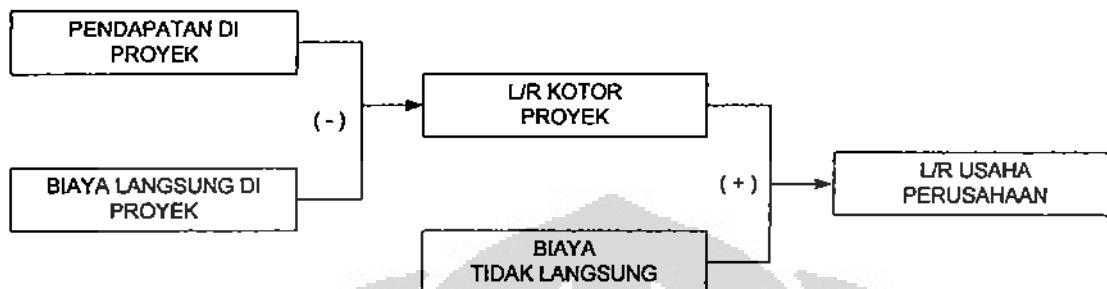 PENDAPATAN DI
PROYEK
(-)
BIAYA LANGSUNG DI
PROYEK
L/R KOTOR
PROYEK
(+)
BIAYA
TIDAK LANGSUNG
L/R USAHA
PERUSAHAAN